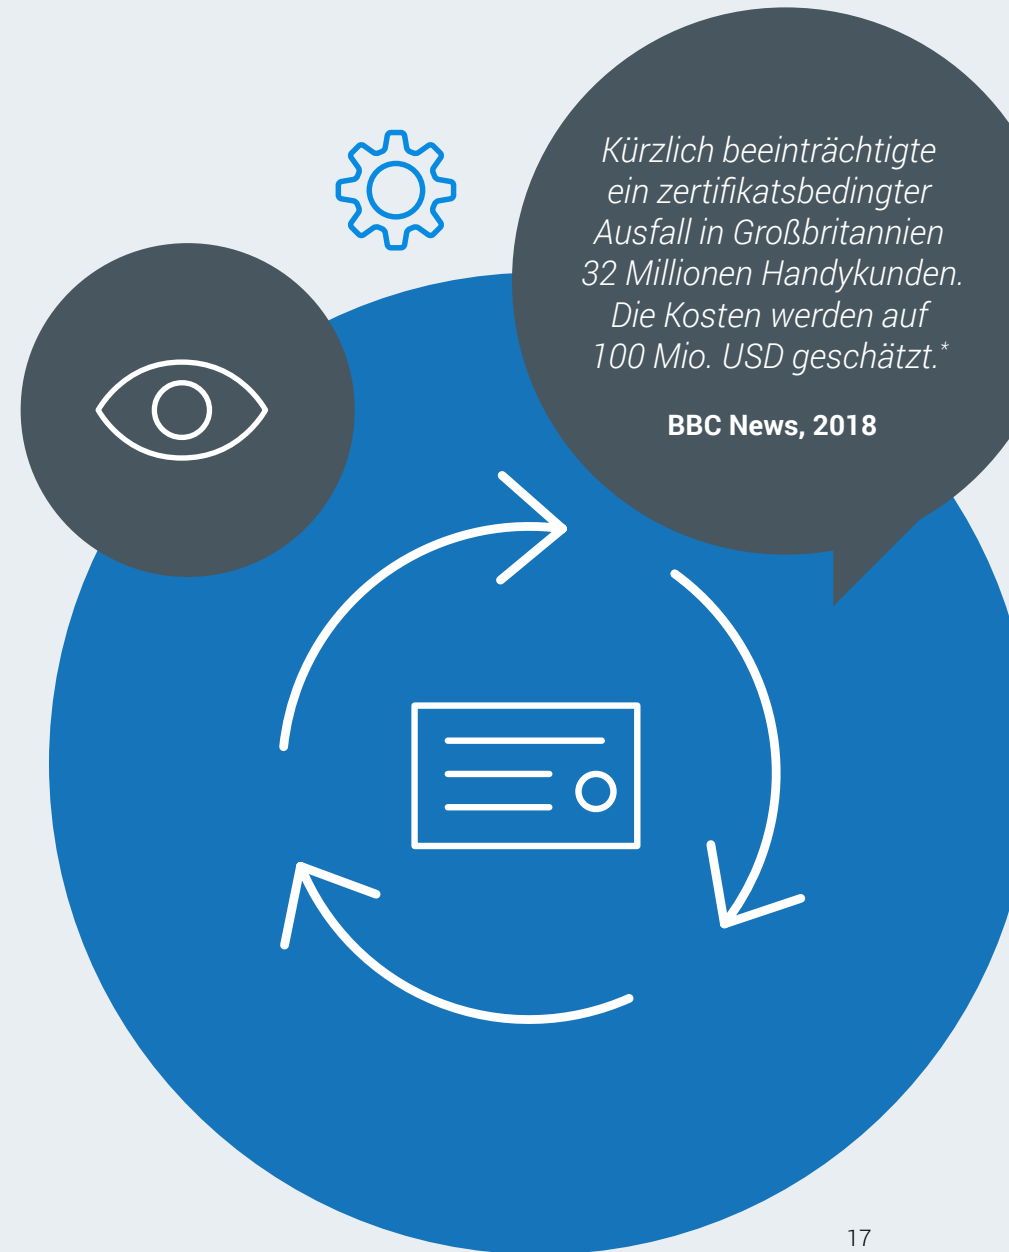 Kürzlich beeinträchtigte
ein zertifikatsbedingter
Ausfall in Großbritannien
32 Millionen Handykunden.
Die Kosten werden auf
100 Mio. USD geschätzt.*
BBC News, 2018
17